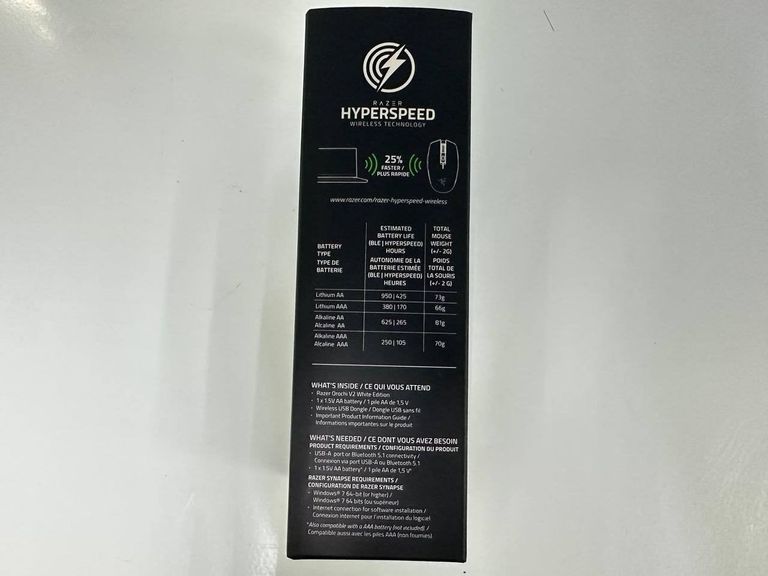 RAZER
HYPERSPEED
WIRELESS TECHNOLOGY
25%
FASTER /
PLUS RAPIDE
www.razer.com/razer-hyperspeed-wireless
BATTERY
TYPE
TYPE DE
BATTERIE
ESTIMATED
BATTERY LIFE
(BLE | HYPERSPEED)
HOURS
AUTONOMIE DE LA
BATTERIE ESTIMÉE
(BLE | HYPERSPEED)
HEURES
TOTAL
MOUSE
WEIGHT
(+/- 2G)
POIDS
TOTAL DE
LA SOURIS
(+/- 2 G)
Lithium AA 950 | 425 73g
Lithium AAA 380 | 170 66g
Alkaline AA
Alcaline AA 625 | 265 81g
Alkaline AAA
Alcaline AAA 250 | 105 70g
WHAT'S INSIDE / CE QUI VOUS ATTEND
· Razer Orochi V2 White Edition
· 1 x 1.5V AA battery / 1 pile AA de 1,5 V
· Wireless USB Dongle / Dongle USB sans fil
· Important Product Information Guide /
Informations importantes sur le produit
WHAT'S NEEDED / CE DONT VOUS AVEZ BESOIN
PRODUCT REQUIREMENTS / CONFIGURATION DU PRODUIT
· USB-A port or Bluetooth 5.1 connectivity /
Connexion via port USB-A ou Bluetooth 5.1
· 1 x 1.5V AA battery* / 1 pile AA de 1,5 V*
RAZER SYNAPSE REQUIREMENTS /
CONFIGURATION DE RAZER SYNAPSE
· Windows® 7 64-bit (or higher) /
Windows® 7 64 bits (ou supérieur)
· Internet connection for software installation /
Connexion Internet pour l'installation du logiciel
*Also compatible with a AAA battery (not included). /
Compatible aussi avec les piles AAA (non fournies).